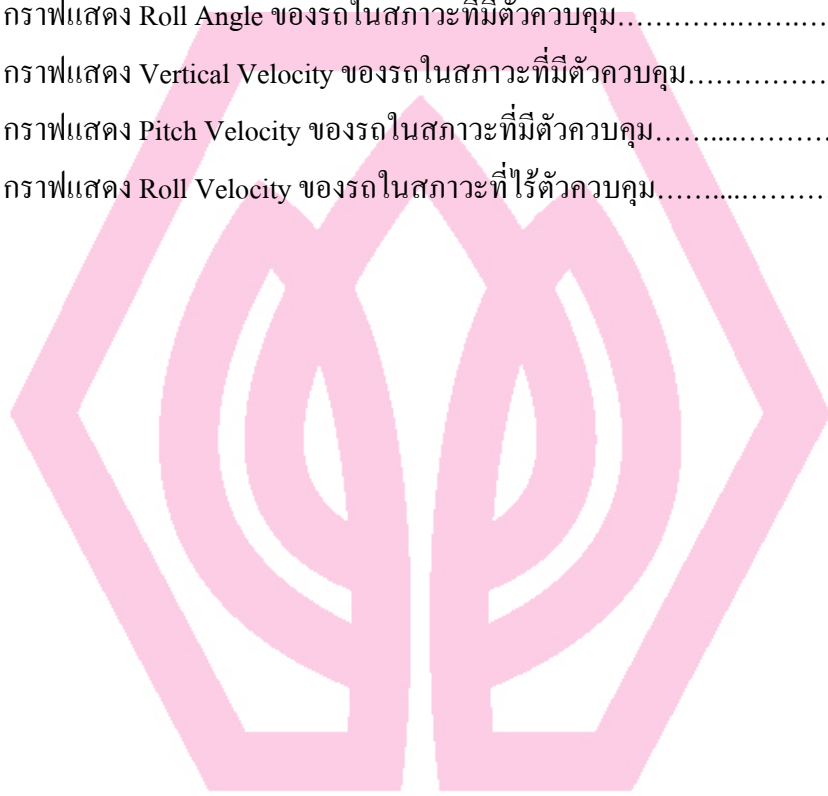 กราฟแสดง Roll Angle ของรถในสภาวะที่มีตัวควบคุม………….…….…
กราฟแสดง Vertical Velocity ของรถในสภาวะที่มีตัวควบคุม……………
กราฟแสดง Pitch Velocity ของรถในสภาวะที่มีตัวควบคุม……....……….
กราฟแสดง Roll Velocity ของรถในสภาวะที่ไร้ตัวควบคุม……....………